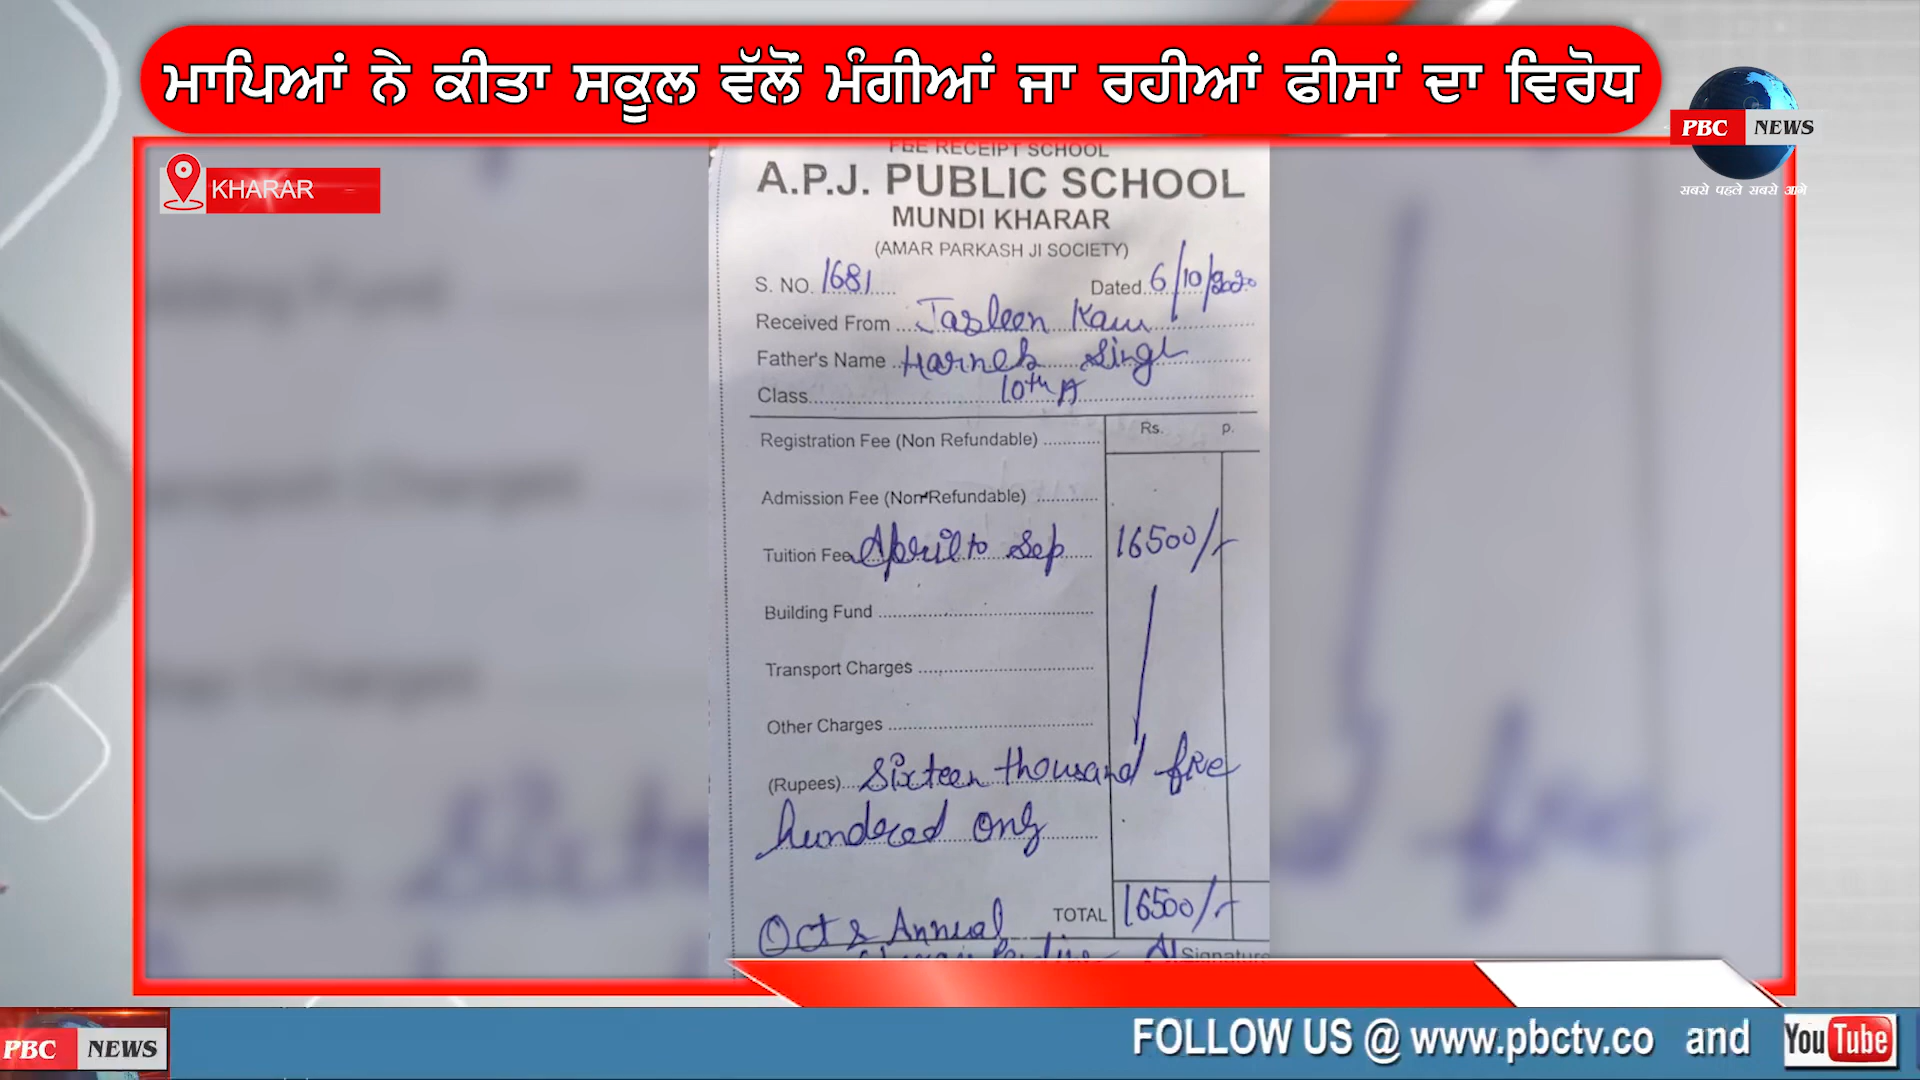 ਮਾਪਿਆਂ ਨੇ ਕੀਤਾ ਸਕੂਲ ਵੱਲੋਂ ਮੰਗੀਆਂ ਜਾ ਰਹੀਆਂ ਫੀਸਾਂ ਦਾ ਵਿਰੋਧ
PBC NEWS
सबसे पहले सबसे आगे
KHARAR
FEE RECEIPT SCHOOL
A.P.J. PUBLIC SCHOOL
MUNDI KHARAR
(AMAR PARKASH JI SOCIETY)
S. NO. 1681 Dated. 6/10/2020
Received From Jasleen Kaur
Father's Name Harnek Singh
Class 10th A
Rs. p.
Registration Fee (Non Refundable)
Admission Fee (Non Refundable)
Tuition Fee April to Sep 16500/-
Building Fund
Transport Charges
Other Charges
(Rupees) Sixteen thousand five
hundered only
TOTAL 16500/-
Oct & Annual
Signature
PBC NEWS
FOLLOW US @ www.pbctv.co and YouTube